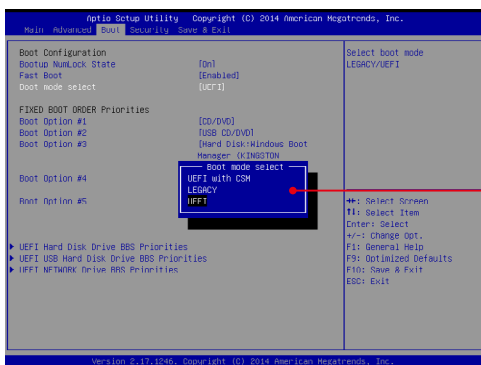 Aptio Setup Utility Copyright (C) 2014 American Megatrends, Inc.
Main Advanced Boot Security Save & Exit
Boot Configuration
Bootup NumLock State [On]
Fast Boot [Enabled]
Boot mode select [UEFI]
FIXED BOOT ORDER Priorities
Boot Option #1 [CD/DVD]
Boot Option #2 [USB CD/DVD]
Boot Option #3 [Hard Disk:Windows Boot
Manager (KINGSTON
Boot Option #4
Boot Option #5
Boot mode select
UEFI with CSM
LEGACY
UEFI
▶ UEFI Hard Disk Drive BBS Priorities
▶ UEFI USB Hard Disk Drive BBS Priorities
▶ UEFI NETWORK Drive BBS Priorities
Select boot mode
LEGACY/UEFI
→←: Select Screen
↑↓: Select Item
Enter: Select
+/-: Change Opt.
F1: General Help
F9: Optimized Defaults
F10: Save & Exit
ESC: Exit
Version 2.17.1246. Copyright (C) 2014 American Megatrends, Inc.